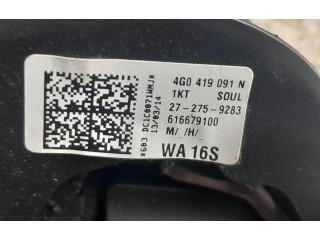 4G0 419 091 N
1KT SOUL
27-275-9283
616679100
M/_/H/_
WA 16S
13/03/14